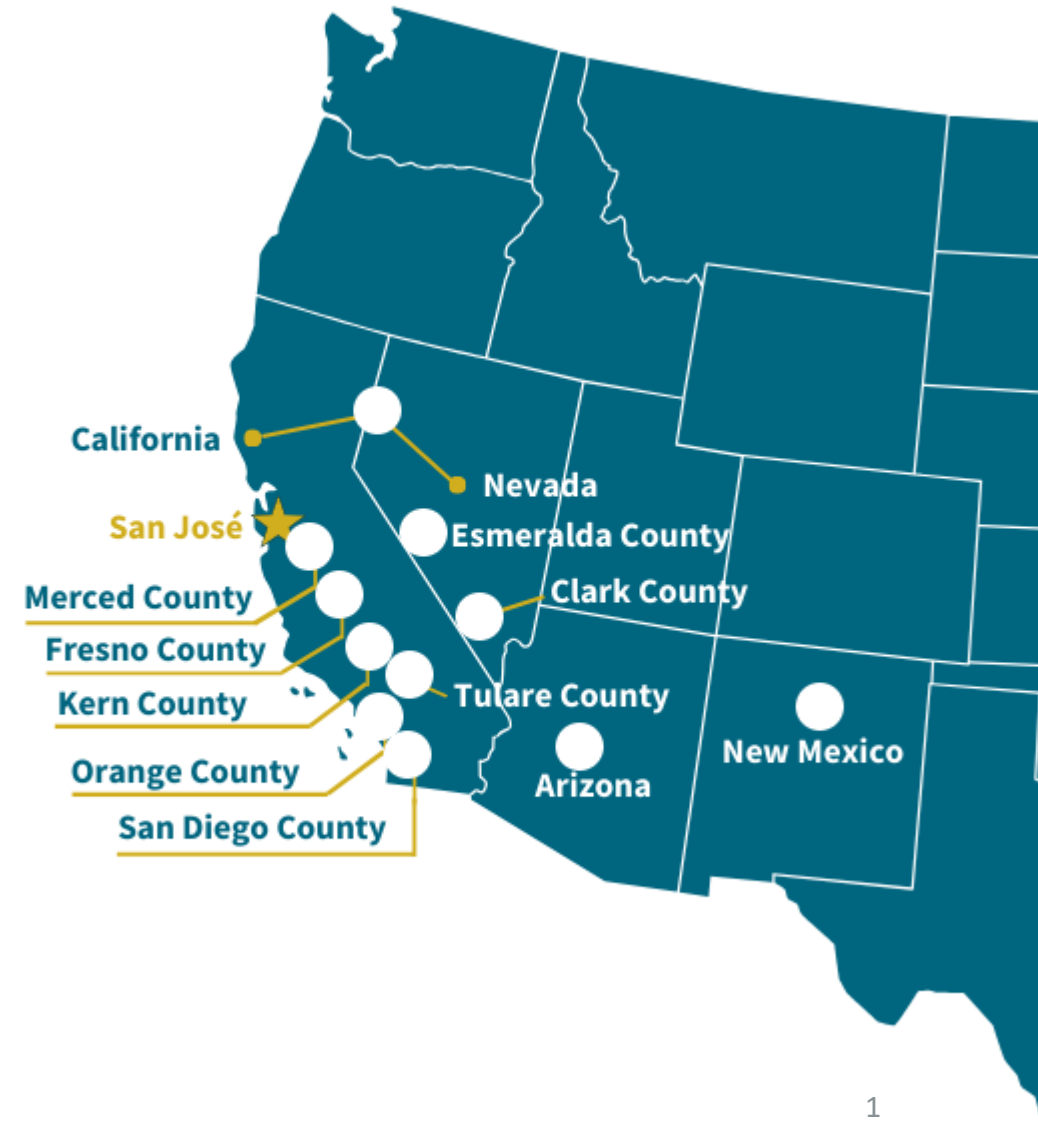 California
Nevada
San José
Esmeralda County
Clark County
Merced County
Fresno County
Tulare County
Kern County
New Mexico
Orange County
Arizona
San Diego County
1